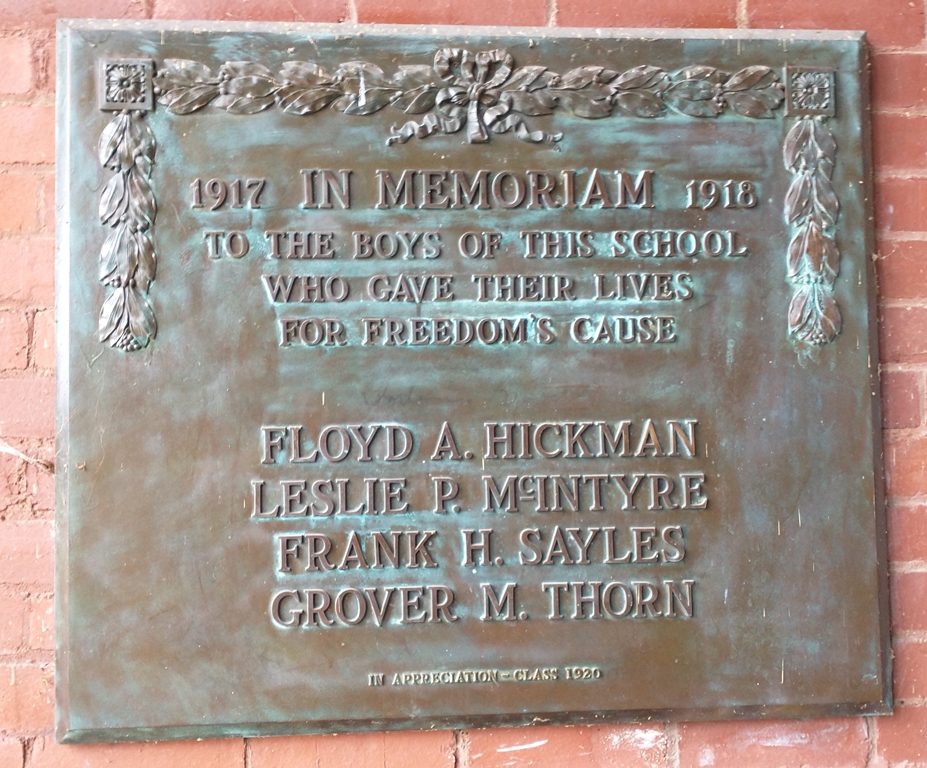 1917 IN MEMORIAM 1918
TO THE BOYS OF THIS SCHOOL
WHO GAVE THEIR LIVES
FOR FREEDOM'S CAUSE
FLOYD A. HICKMAN
LESLIE P. McINTYRE
FRANK H. SAYLES
GROVER M. THORN
IN APPRECIATION - CLASS 1920